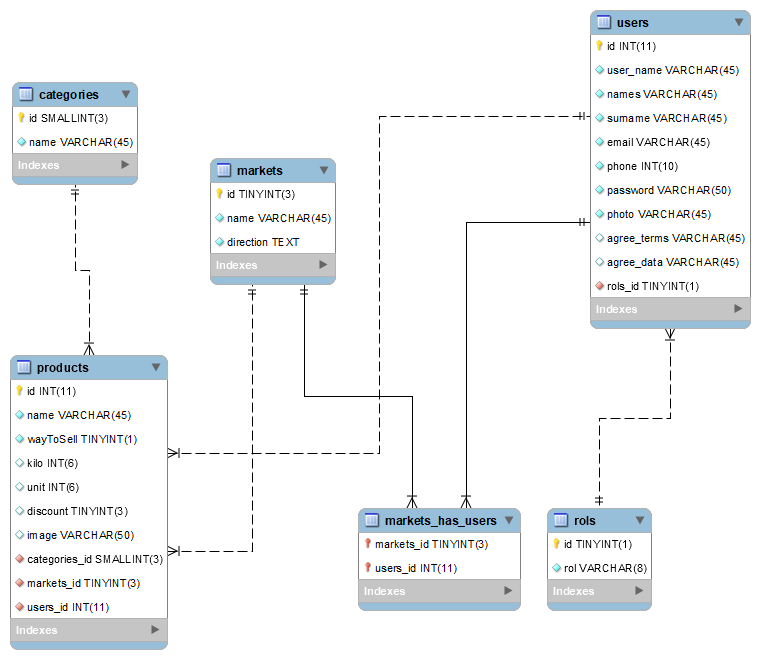 categories
id SMALLINT(3)
name VARCHAR(45)
Indexes
markets
id TINYINT(3)
name VARCHAR(45)
direction TEXT
Indexes
users
id INT(11)
user_name VARCHAR(45)
names VARCHAR(45)
surname VARCHAR(45)
email VARCHAR(45)
phone INT(10)
password VARCHAR(50)
photo VARCHAR(45)
agree_terms VARCHAR(45)
agree_data VARCHAR(45)
rols_id TINYINT(1)
Indexes
products
id INT(11)
name VARCHAR(45)
wayToSell TINYINT(1)
kilo INT(6)
unit INT(6)
discount TINYINT(3)
image VARCHAR(50)
categories_id SMALLINT(3)
markets_id TINYINT(3)
users_id INT(11)
Indexes
markets_has_users
markets_id TINYINT(3)
users_id INT(11)
Indexes
rols
id TINYINT(1)
rol VARCHAR(8)
Indexes